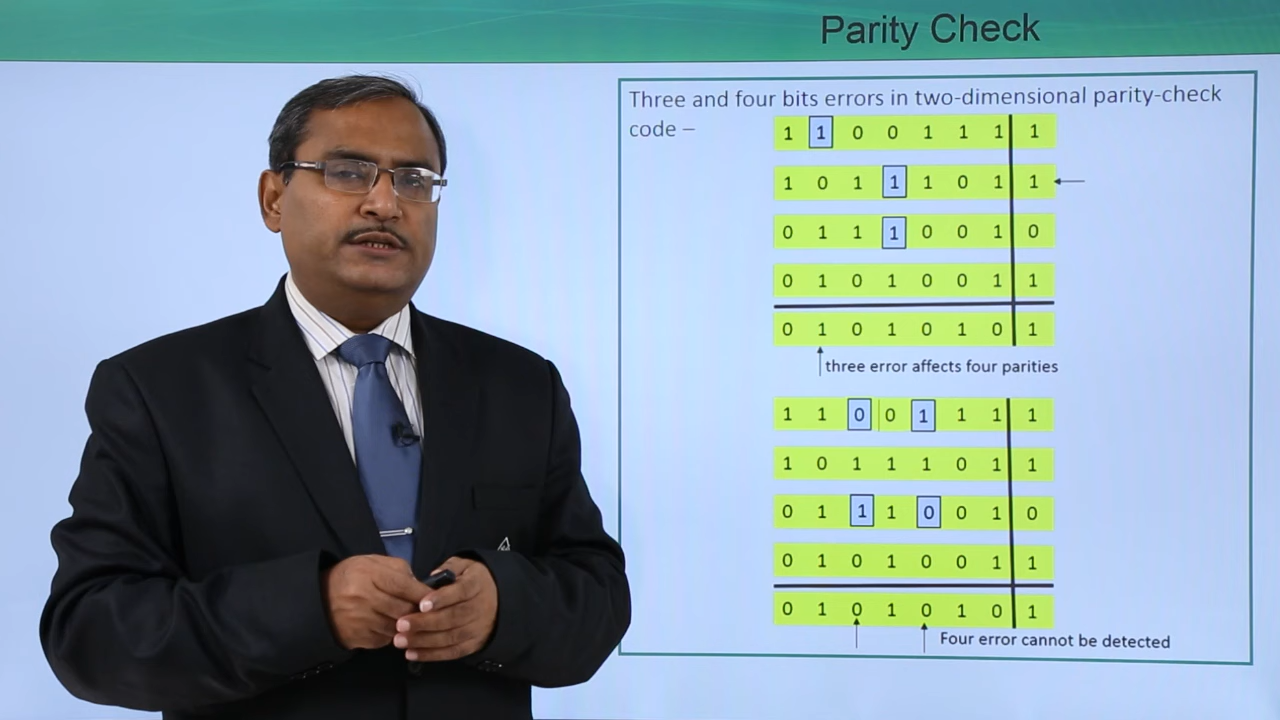 Parity Check
Three and four bits errors in two-dimensional parity-check
code –
1 1 0 0 1 1 1 1
1 0 1 1 1 0 1 1
0 1 1 1 0 0 1 0
0 1 0 1 0 0 1 1
0 1 0 1 0 1 0 1
three error affects four parities
1 1 0 0 1 1 1 1
1 0 1 1 1 0 1 1
0 1 1 1 0 0 1 0
0 1 0 1 0 0 1 1
0 1 0 1 0 1 0 1
Four error cannot be detected